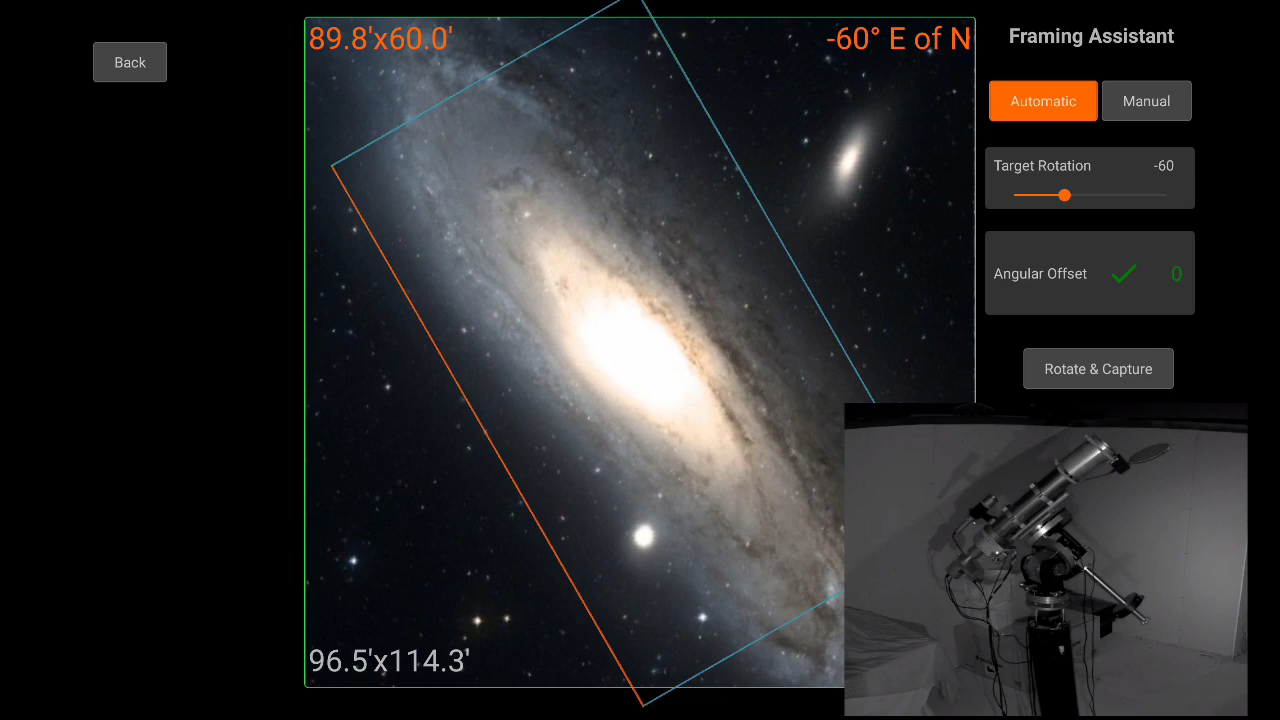 Back
89.8'x60.0'
-60° E of N
96.5'x114.3'
Framing Assistant
Automatic Manual
Target Rotation -60
Angular Offset 0
Rotate & Capture